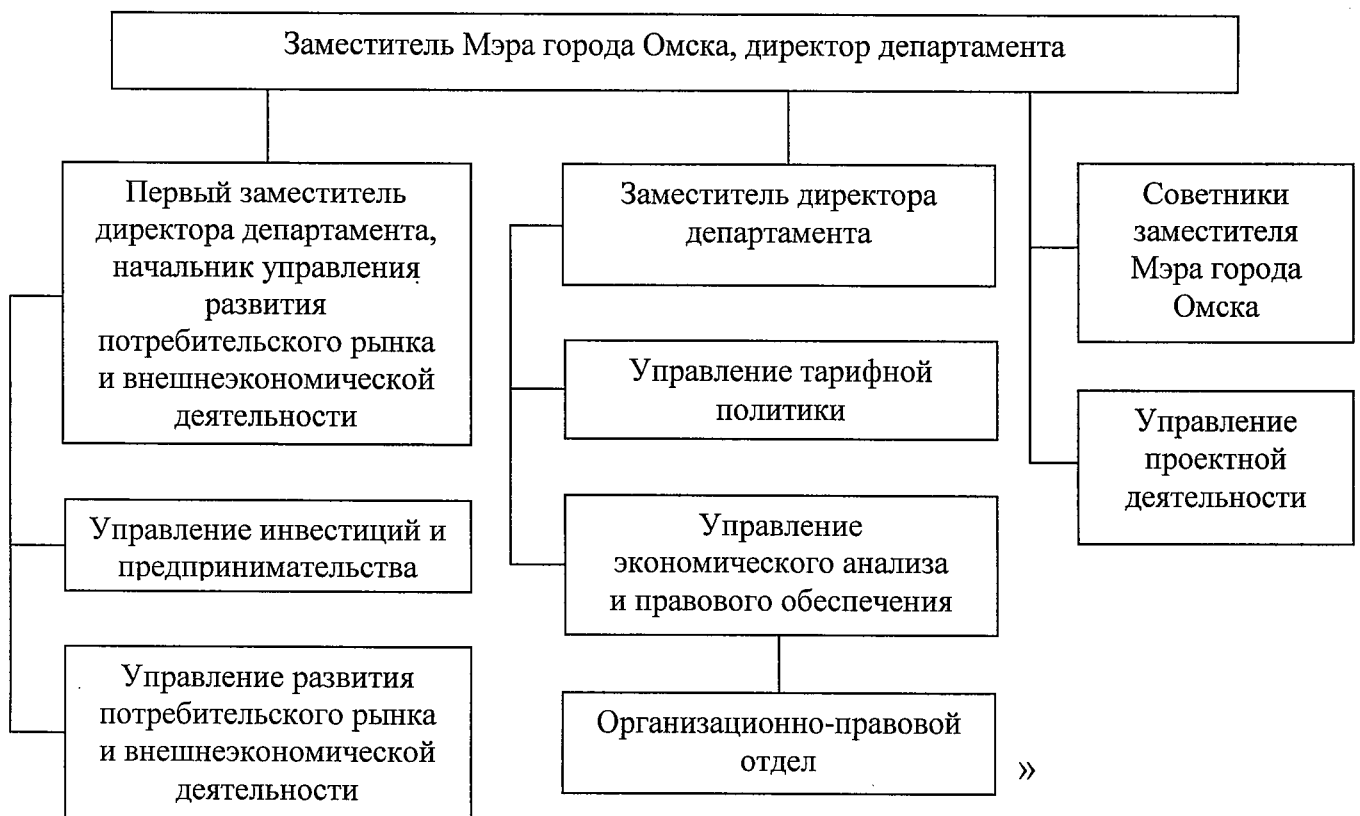 Заместитель Мэра города Омска, директор департамента
Первый заместитель
директора департамента,
начальник управления
развития
потребительского рынка
и внешнеэкономической
деятельности
Управление инвестиций и
предпринимательства
Управление развития
потребительского рынка
и внешнеэкономической
деятельности
Заместитель директора
департамента
Управление тарифной
политики
Управление
экономического анализа
и правового обеспечения
Организационно-правовой
отдел
»
Советники
заместителя
Мэра города
Омска
Управление
проектной
деятельности